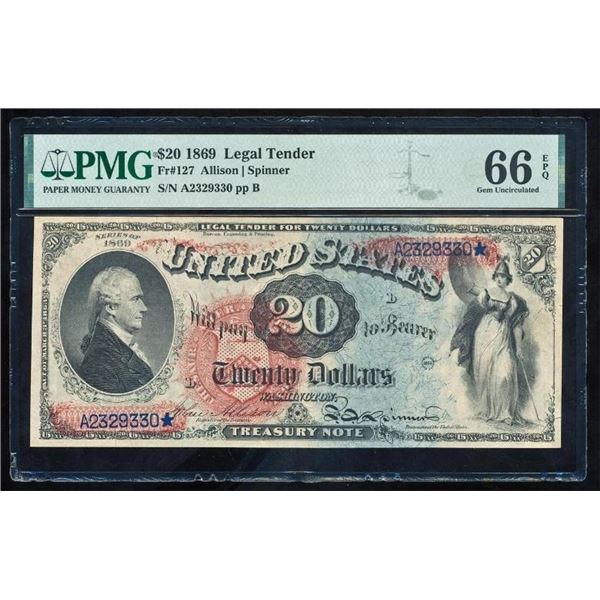 PMG
PAPER MONEY GUARANTY
$20 1869 Legal Tender
Fr#127 Allison | Spinner
S/N A2329330 pp B
66 EPQ
Gem Uncirculated
LEGAL TENDER FOR TWENTY DOLLARS
SERIES OF
1869
A2329330★
UNITED STATES
20
D
Will pay 20 to Bearer
D
Twenty Dollars
WASHINGTON.
A2329330★
TREASURY NOTE